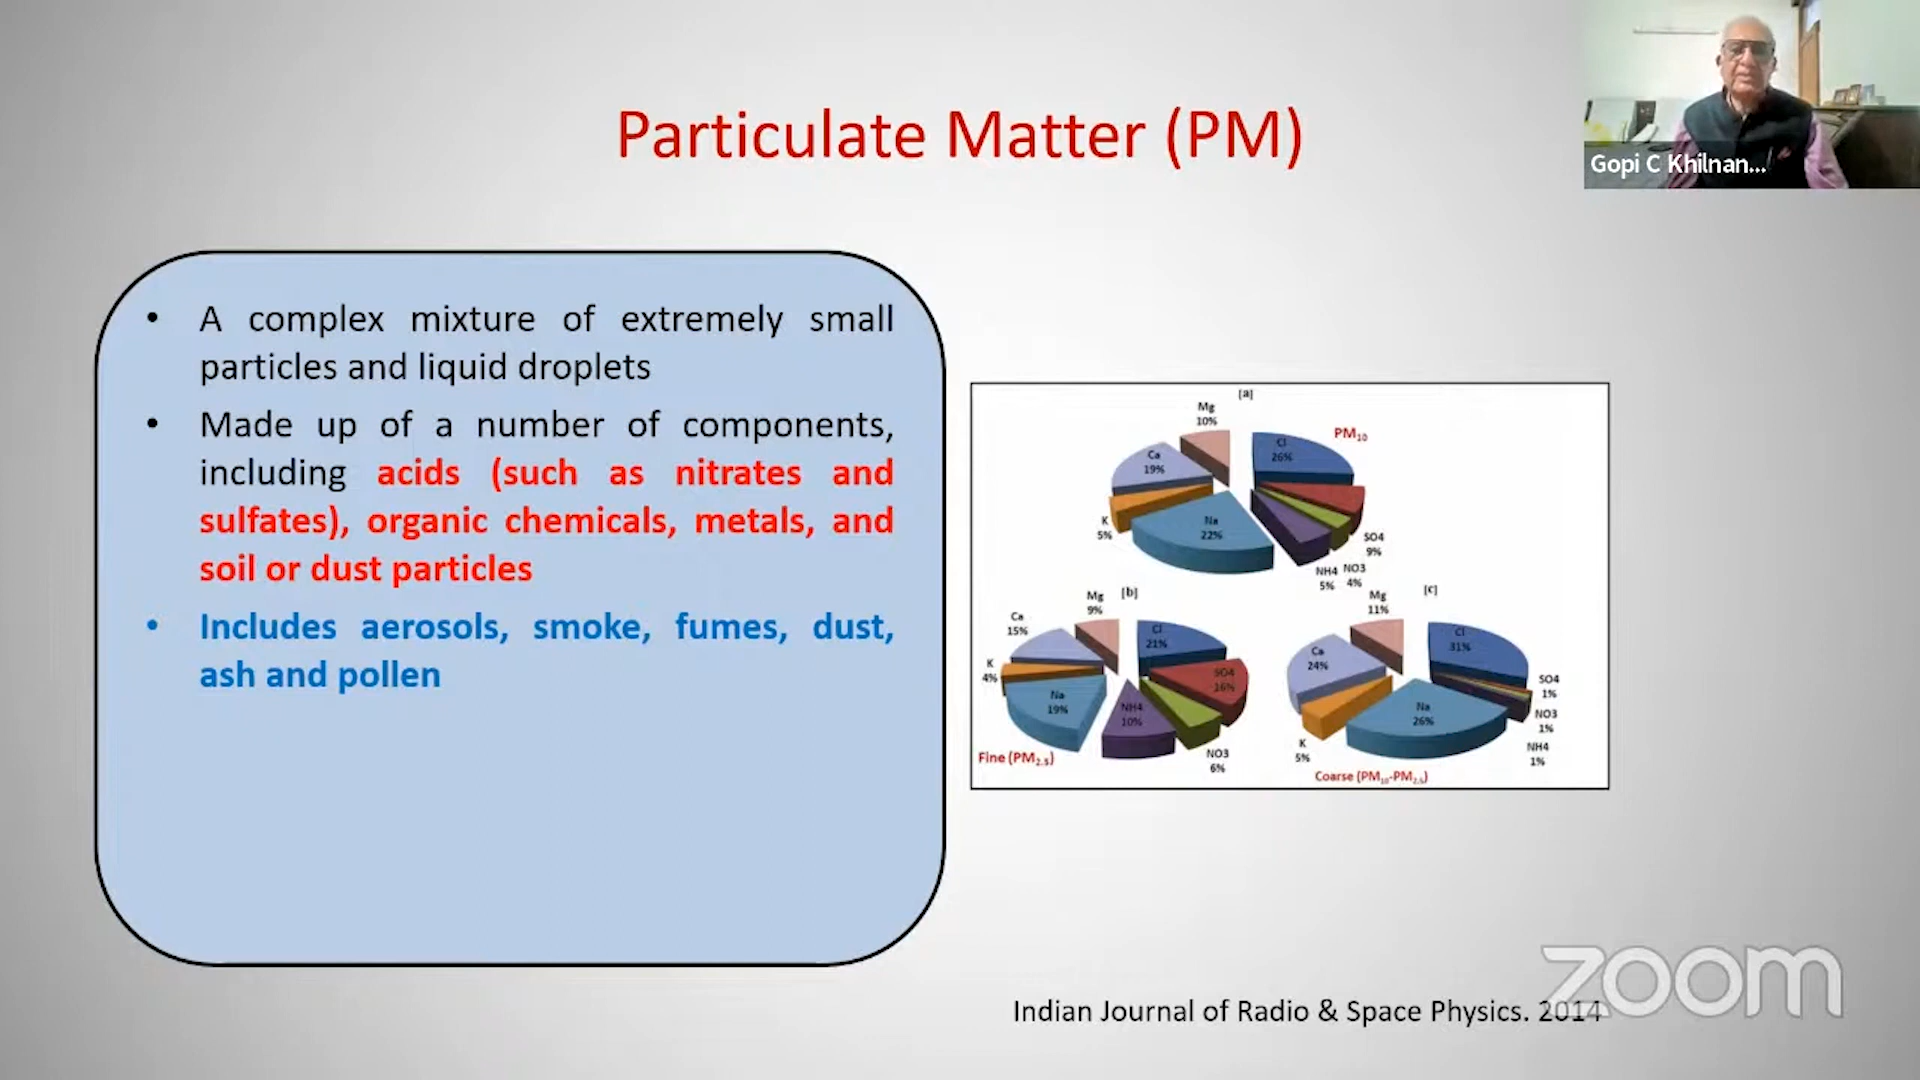 Particulate Matter (PM)
Gopi C Khilnan...
• A complex mixture of extremely small
particles and liquid droplets
• Made up of a number of components,
including acids (such as nitrates and
sulfates), organic chemicals, metals, and
soil or dust particles
• Includes aerosols, smoke, fumes, dust,
ash and pollen
[a]
PM10
Mg
10%
Cl
26%
Ca
19%
K
5%
Na
22%
SO4
9%
NH4
5%
NO3
4%
[b]
Mg
9%
Ca
15%
Cl
21%
K
4%
SO4
16%
Na
19%
NH4
10%
NO3
6%
Fine (PM2.5)
[c]
Mg
11%
Cl
31%
Ca
24%
SO4
1%
Na
26%
NO3
1%
K
5%
NH4
1%
Coarse (PM10-PM2.5)
Indian Journal of Radio & Space Physics. 2014
zoom